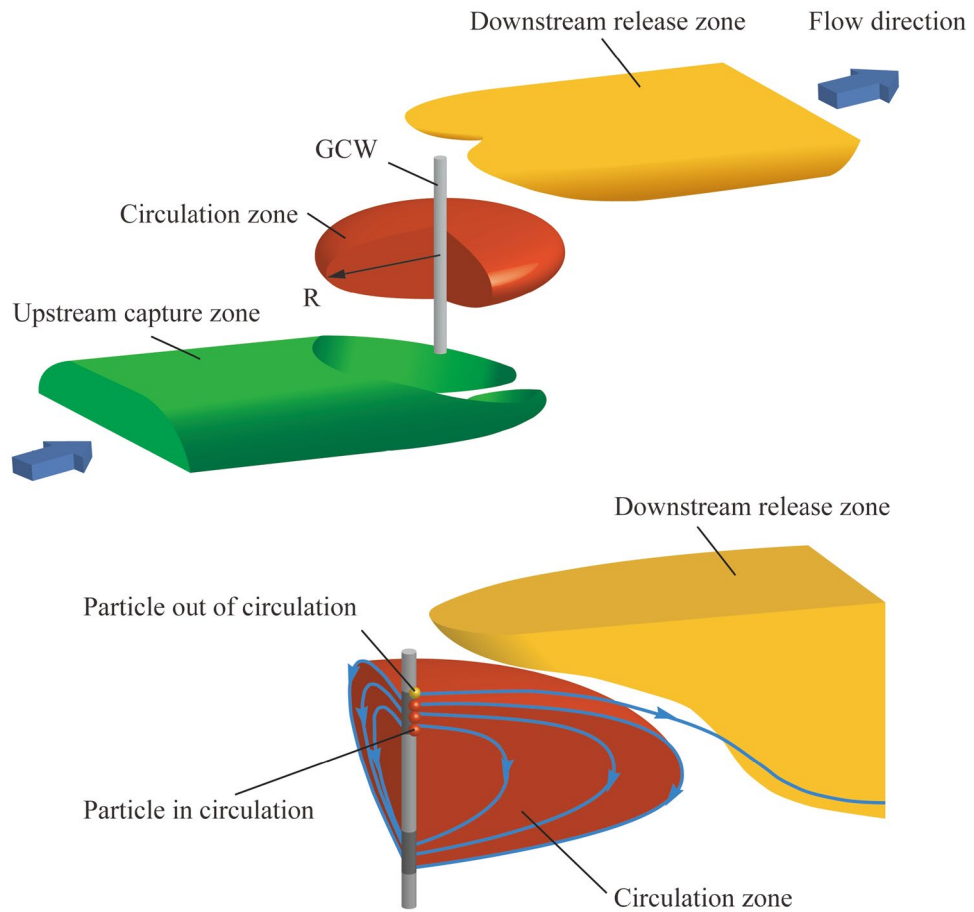 Downstream release zone
Flow direction
GCW
Circulation zone
R
Upstream capture zone
Downstream release zone
Particle out of circulation
Particle in circulation
Circulation zone